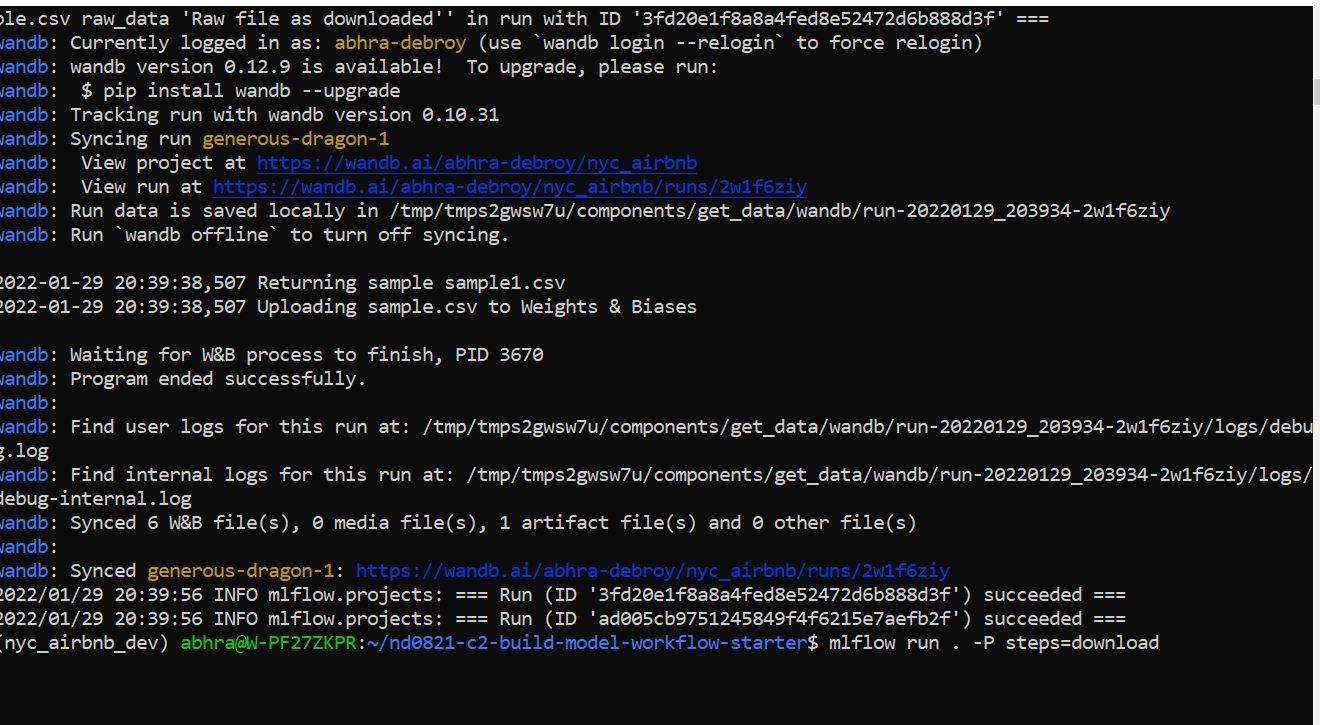 ple.csv raw_data 'Raw file as downloaded'' in run with ID '3fd20e1f8a8a4fed8e52472d6b888d3f' ===
wandb: Currently logged in as: abhra-debroy (use `wandb login --relogin` to force relogin)
wandb: wandb version 0.12.9 is available!  To upgrade, please run:
wandb:  $ pip install wandb --upgrade
wandb: Tracking run with wandb version 0.10.31
wandb: Syncing run generous-dragon-1
wandb:  View project at https://wandb.ai/abhra-debroy/nyc_airbnb
wandb:  View run at https://wandb.ai/abhra-debroy/nyc_airbnb/runs/2w1f6ziy
wandb: Run data is saved locally in /tmp/tmps2gwsw7u/components/get_data/wandb/run-20220129_203934-2w1f6ziy
wandb: Run `wandb offline` to turn off syncing.
2022-01-29 20:39:38,507 Returning sample sample1.csv
2022-01-29 20:39:38,507 Uploading sample.csv to Weights & Biases
wandb: Waiting for W&B process to finish, PID 3670
wandb: Program ended successfully.
wandb:
wandb: Find user logs for this run at: /tmp/tmps2gwsw7u/components/get_data/wandb/run-20220129_203934-2w1f6ziy/logs/debu
g.log
wandb: Find internal logs for this run at: /tmp/tmps2gwsw7u/components/get_data/wandb/run-20220129_203934-2w1f6ziy/logs/
debug-internal.log
wandb: Synced 6 W&B file(s), 0 media file(s), 1 artifact file(s) and 0 other file(s)
wandb:
wandb: Synced generous-dragon-1: https://wandb.ai/abhra-debroy/nyc_airbnb/runs/2w1f6ziy
2022/01/29 20:39:56 INFO mlflow.projects: === Run (ID '3fd20e1f8a8a4fed8e52472d6b888d3f') succeeded ===
2022/01/29 20:39:56 INFO mlflow.projects: === Run (ID 'ad005cb9751245849f4f6215e7aefb2f') succeeded ===
(nyc_airbnb_dev) abhra@W-PF27ZKPR:~/nd0821-c2-build-model-workflow-starter$ mlflow run . -P steps=download